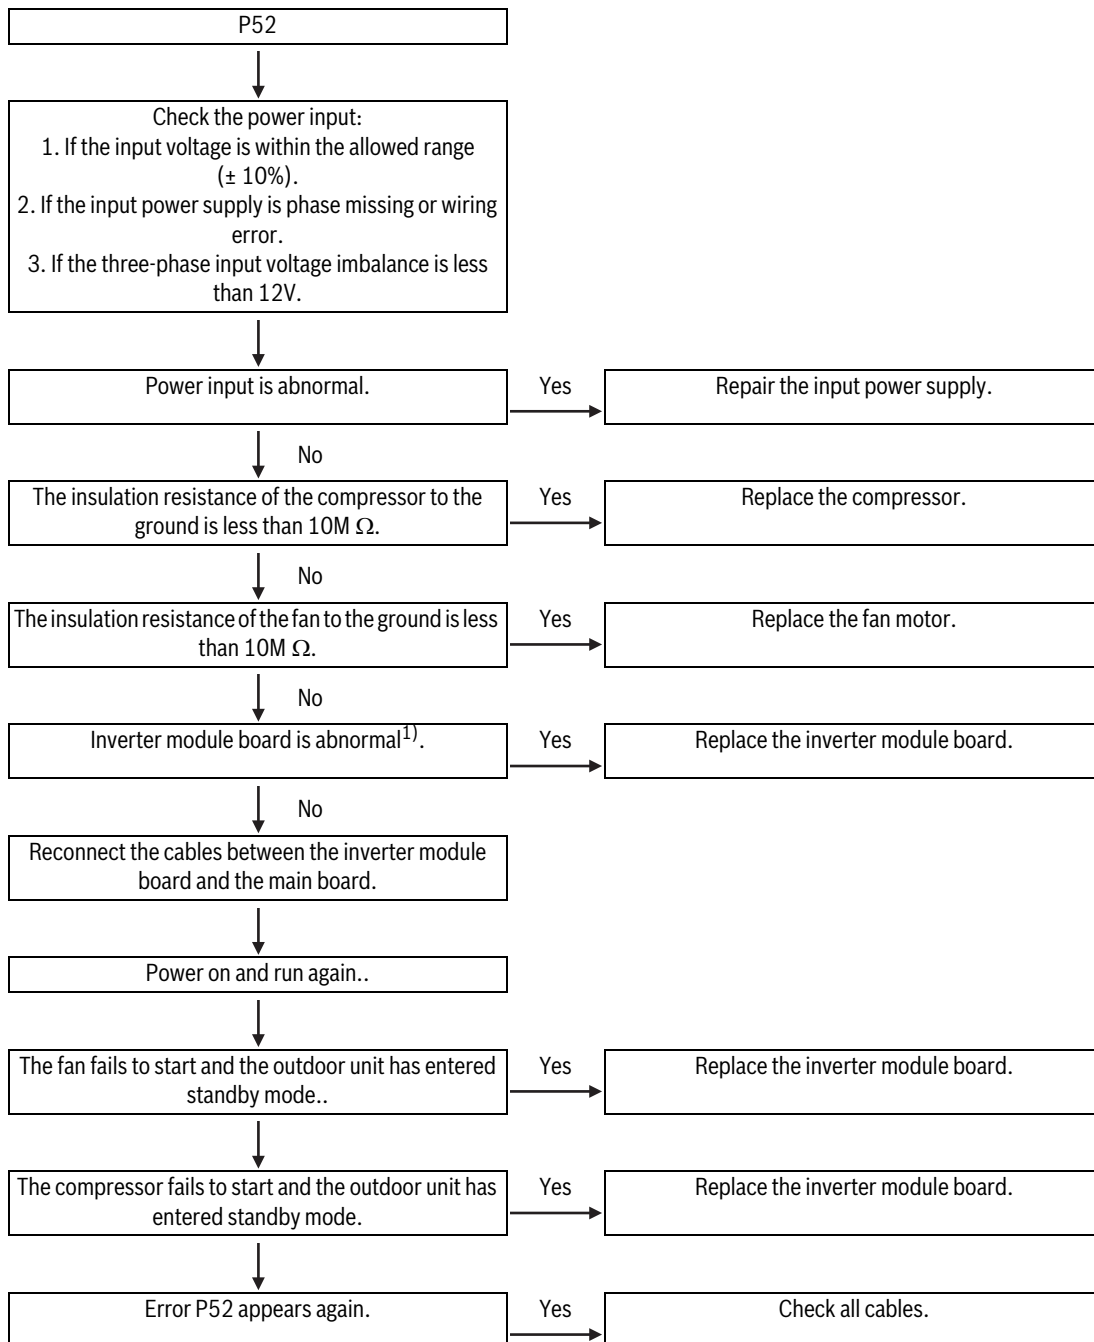 P52
Check the power input:
1. If the input voltage is within the allowed range
(± 10%).
2. If the input power supply is phase missing or wiring
error.
3. If the three-phase input voltage imbalance is less
than 12V.
Power input is abnormal.
Yes
Repair the input power supply.
No
The insulation resistance of the compressor to the
ground is less than 10M Ω.
Yes
Replace the compressor.
No
The insulation resistance of the fan to the ground is less
than 10M Ω.
Yes
Replace the fan motor.
No
Inverter module board is abnormal1).
Yes
Replace the inverter module board.
No
Reconnect the cables between the inverter module
board and the main board.
Power on and run again..
The fan fails to start and the outdoor unit has entered
standby mode..
Yes
Replace the inverter module board.
The compressor fails to start and the outdoor unit has
entered standby mode.
Yes
Replace the inverter module board.
Error P52 appears again.
Yes
Check all cables.